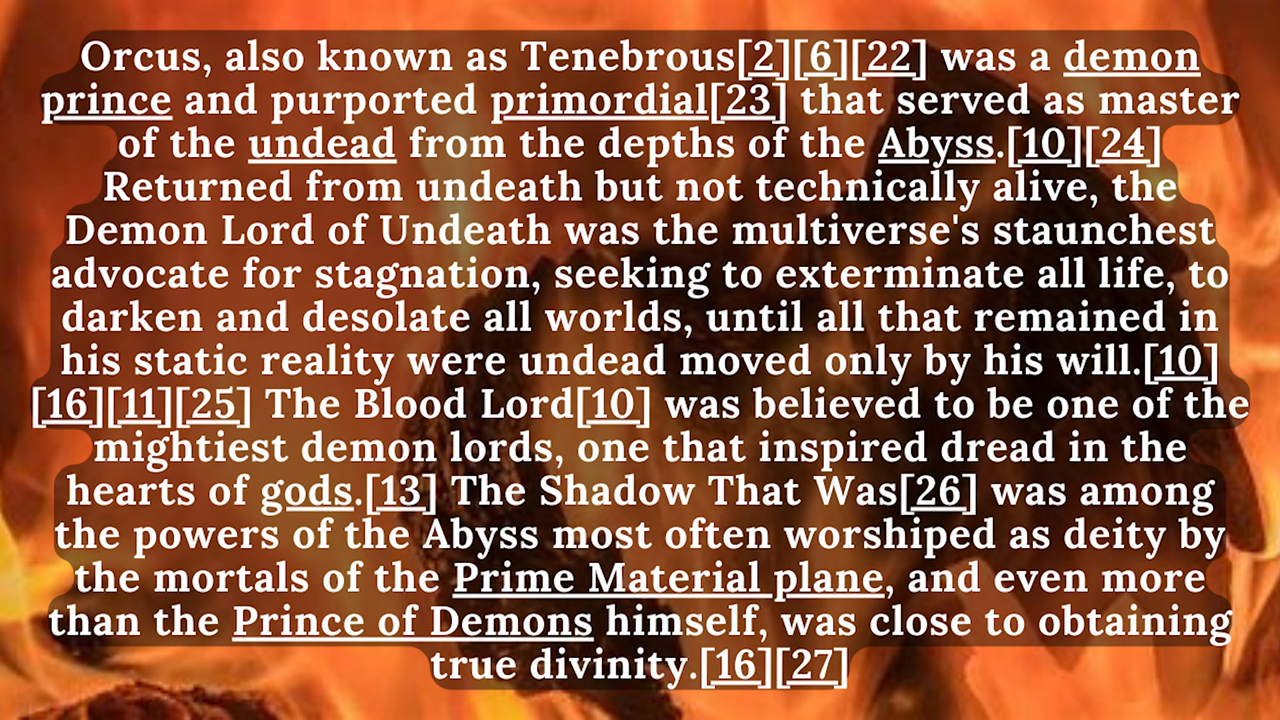 Orcus, also known as Tenebrous[2][6][22] was a demon
prince and purported primordial[23] that served as master
of the undead from the depths of the Abyss.[10][24]
Returned from undeath but not technically alive, the
Demon Lord of Undeath was the multiverse's staunchest
advocate for stagnation, seeking to exterminate all life, to
darken and desolate all worlds, until all that remained in
his static reality were undead moved only by his will.[10]
[16][11][25] The Blood Lord[10] was believed to be one of the
mightiest demon lords, one that inspired dread in the
hearts of gods.[13] The Shadow That Was[26] was among
the powers of the Abyss most often worshiped as deity by
the mortals of the Prime Material plane, and even more
than the Prince of Demons himself, was close to obtaining
true divinity.[16][27]